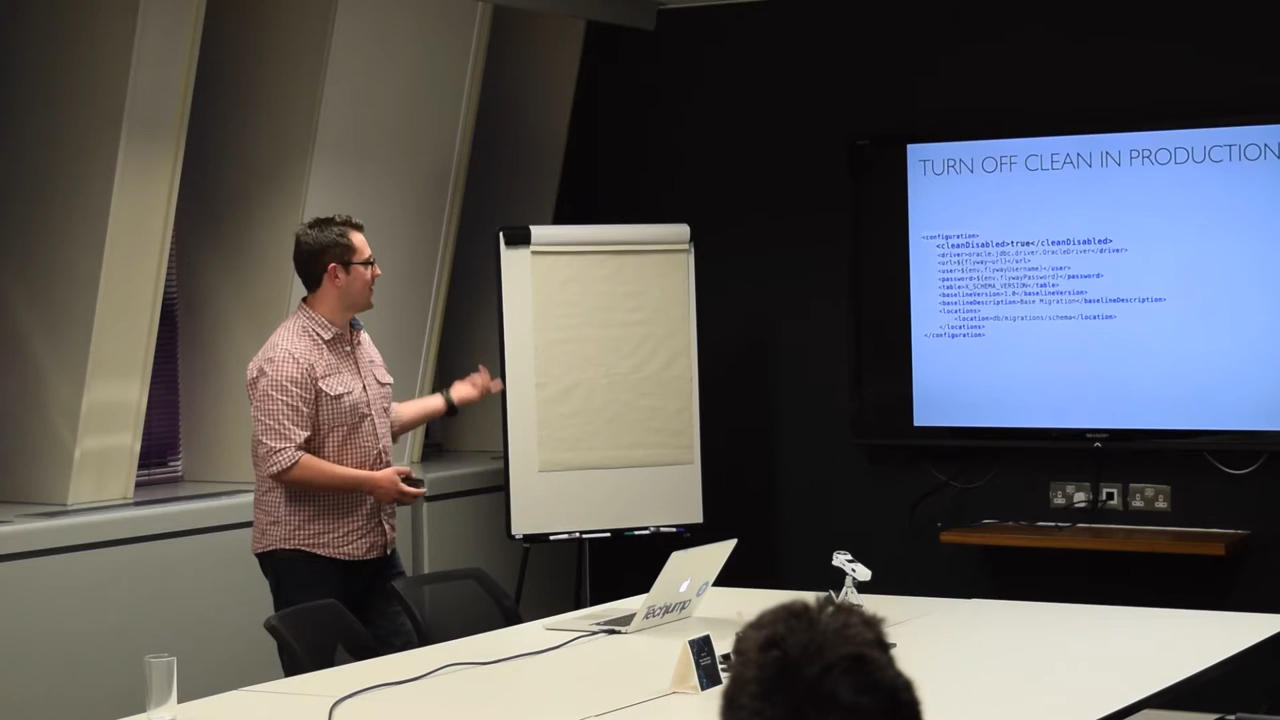 TURN OFF CLEAN IN PRODUCTION
<configuration>
<cleanDisabled>true</cleanDisabled>
<driver>oracle.jdbc.driver.OracleDriver</driver>
<url>${flyway-url}</url>
<user>${env.flywayUsername}</user>
<password>${env.flywayPassword}</password>
<table>X_SCHEMA_VERSION</table>
<baselineVersion>1.0</baselineVersion>
<baselineDescription>Base Migration</baselineDescription>
<locations>
<location>db/migrations/schema</location>
</locations>
</configuration>
SHARP
Techjump